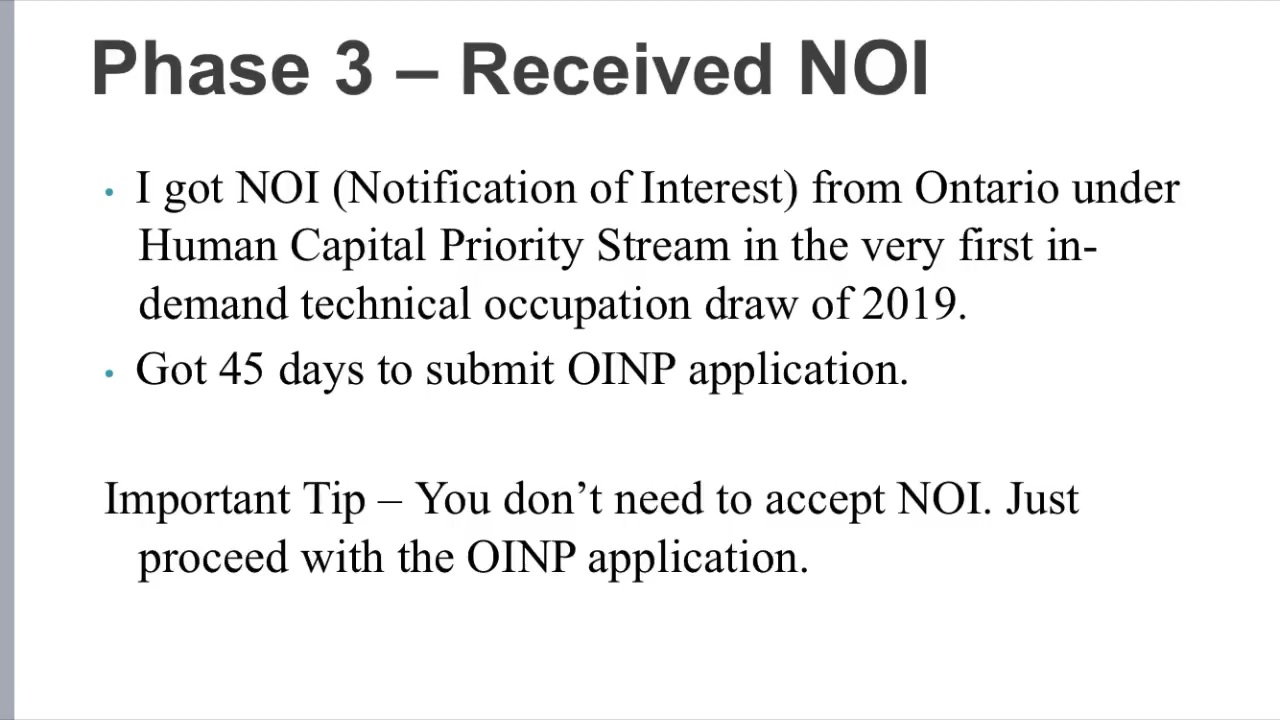 Phase 3 – Received NOI
• I got NOI (Notification of Interest) from Ontario under
Human Capital Priority Stream in the very first in-
demand technical occupation draw of 2019.
• Got 45 days to submit OINP application.
Important Tip – You don’t need to accept NOI. Just
proceed with the OINP application.